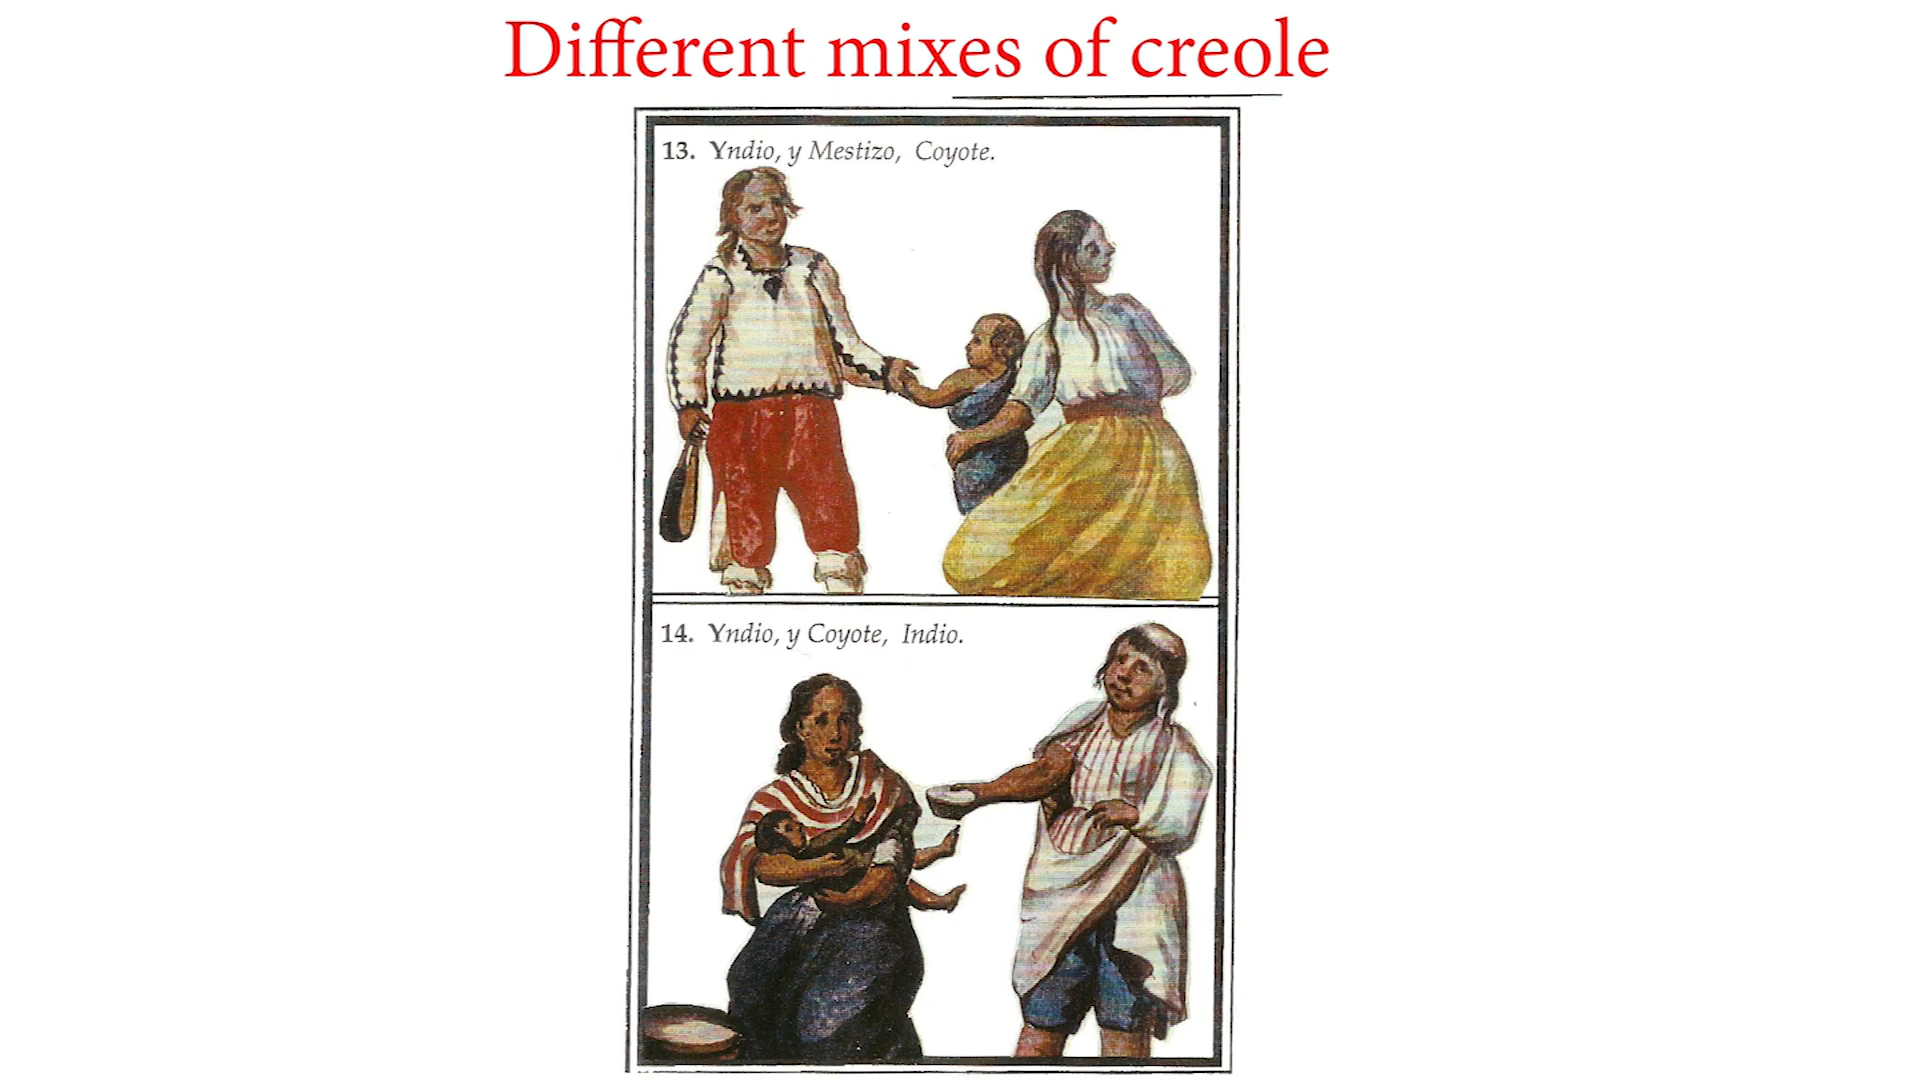 Different mixes of creole
13. Yndio, y Mestizo, Coyote.
14. Yndio, y Coyote, Indio.